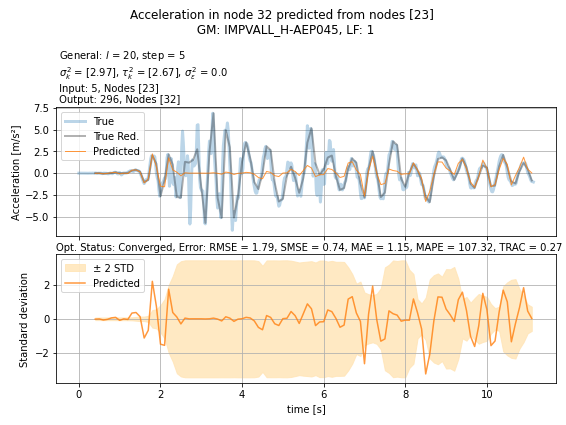 Acceleration in node 32 predicted from nodes [23]
GM: IMPVALL_H-AEP045, LF: 1
General: l = 20, step = 5
σ_k^2 = [2.97], τ_k^2 = [2.67], σ_ε^2 = 0.0
Input: 5, Nodes [23]
Output: 296, Nodes [32]
7.5
5.0
2.5
0.0
−2.5
−5.0
Acceleration [m/s²]
True
True Red.
Predicted
Opt. Status: Converged, Error: RMSE = 1.79, SMSE = 0.74, MAE = 1.15, MAPE = 107.32, TRAC = 0.27
± 2 STD
Predicted
2
0
−2
Standard deviation
0 2 4 6 8 10
time [s]